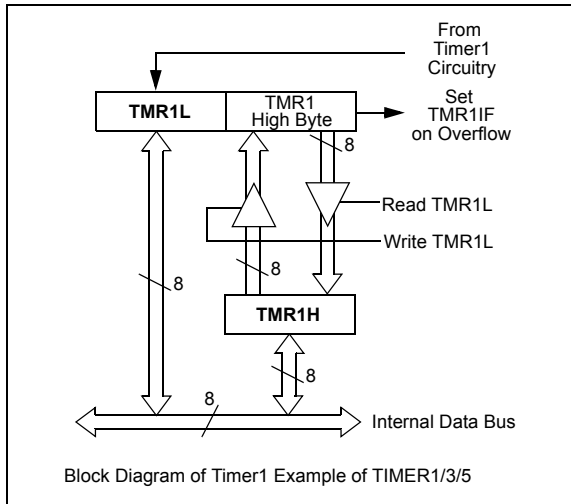 From
Timer1
Circuitry
TMR1L
TMR1
High Byte
Set
TMR1IF
on Overflow
8
Read TMR1L
Write TMR1L
8
8
TMR1H
8
8
Internal Data Bus
Block Diagram of Timer1 Example of TIMER1/3/5